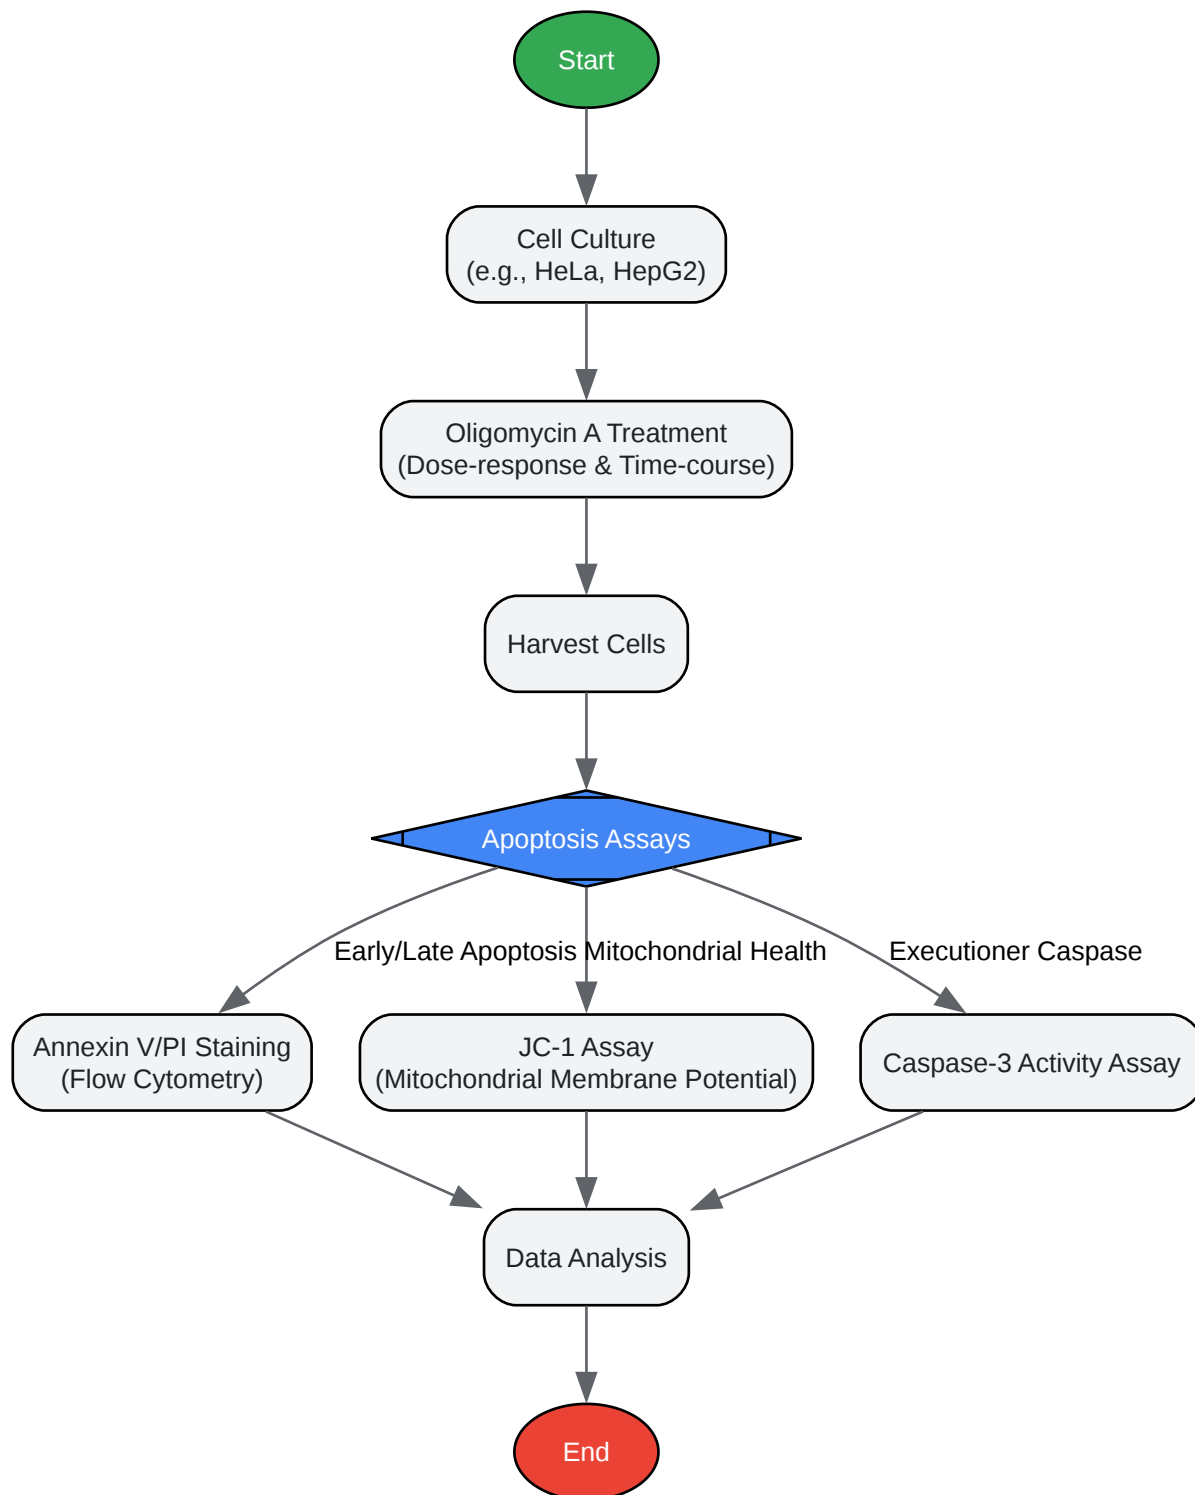 Start
Cell Culture
(e.g., HeLa, HepG2)
Oligomycin A Treatment
(Dose-response & Time-course)
Harvest Cells
Apoptosis Assays
Early/Late Apoptosis
Mitochondrial Health
Executioner Caspase
Annexin V/PI Staining
(Flow Cytometry)
JC-1 Assay
(Mitochondrial Membrane Potential)
Caspase-3 Activity Assay
Data Analysis
End